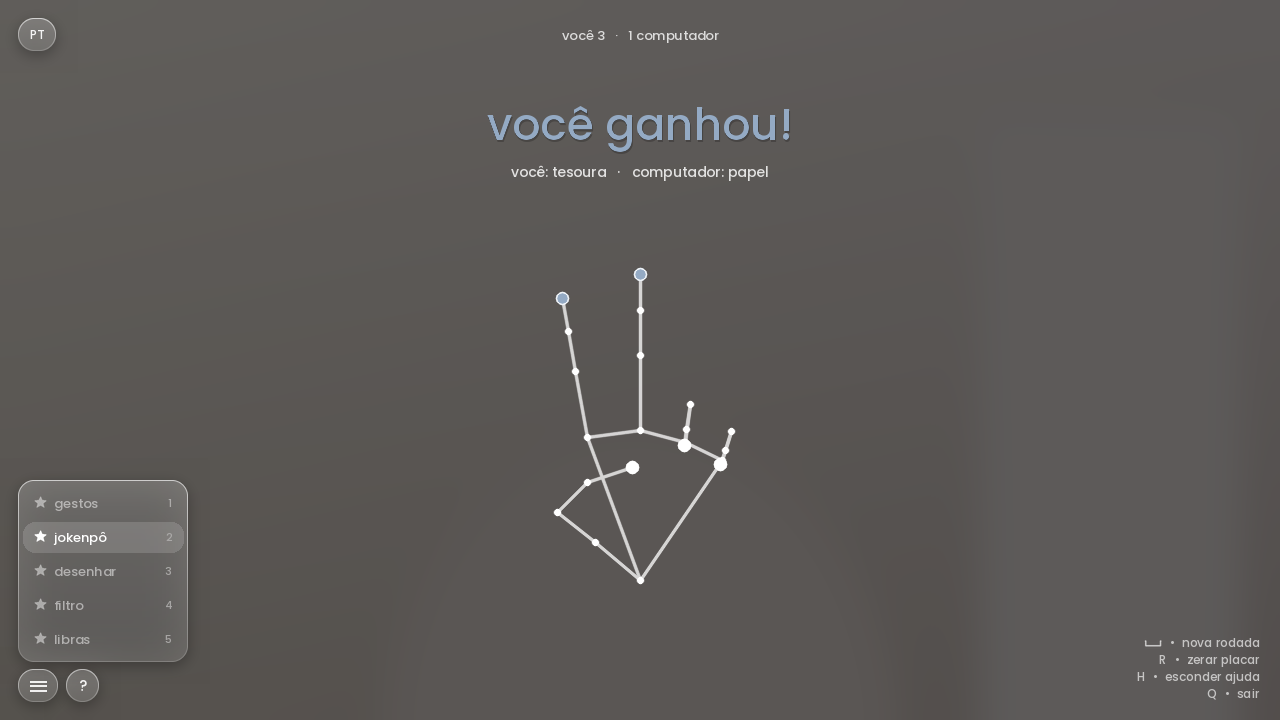 PT
você 3 · 1 computador
você ganhou!
você: tesoura · computador: papel
gestos 1
jokenpô 2
desenhar 3
filtro 4
libras 5
?
• nova rodada
R • zerar placar
H • esconder ajuda
Q • sair